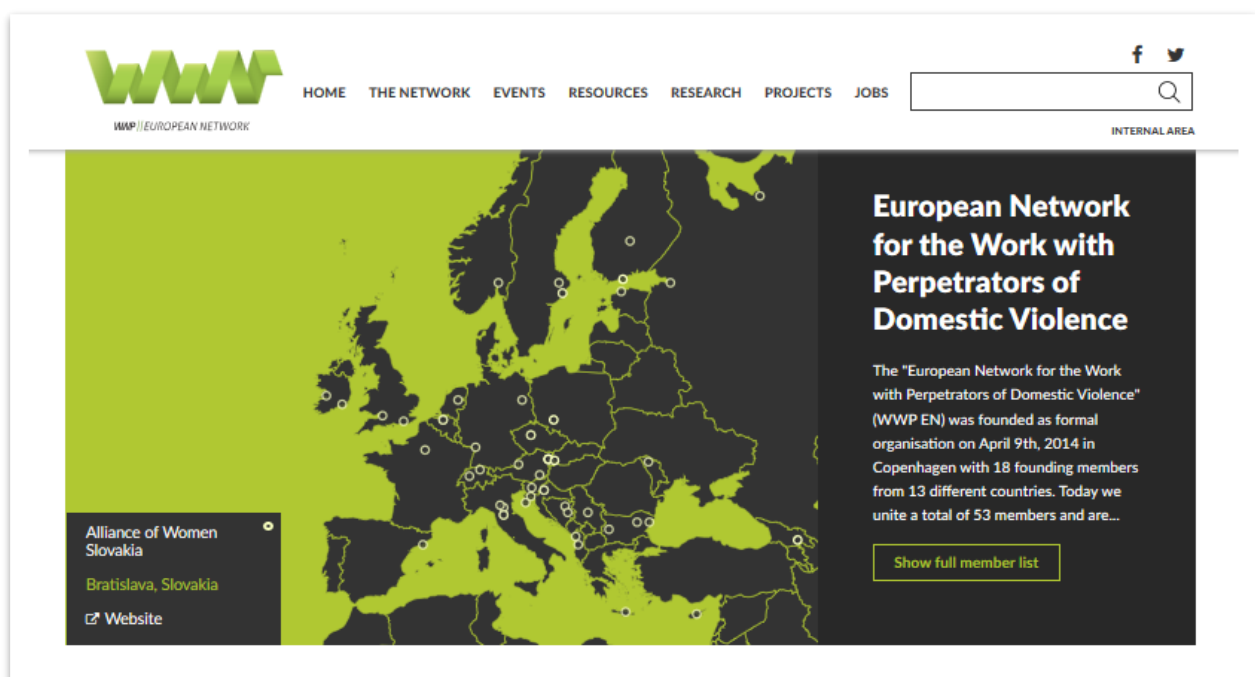 WWP
WWP||EUROPEAN NETWORK
HOME THE NETWORK EVENTS RESOURCES RESEARCH PROJECTS JOBS
INTERNAL AREA
European Network
for the Work with
Perpetrators of
Domestic Violence
The "European Network for the Work
with Perpetrators of Domestic Violence"
(WWP EN) was founded as formal
organisation on April 9th, 2014 in
Copenhagen with 18 founding members
from 13 different countries. Today we
unite a total of 53 members and are...
Show full member list
Alliance of Women
Slovakia
Bratislava, Slovakia
Website